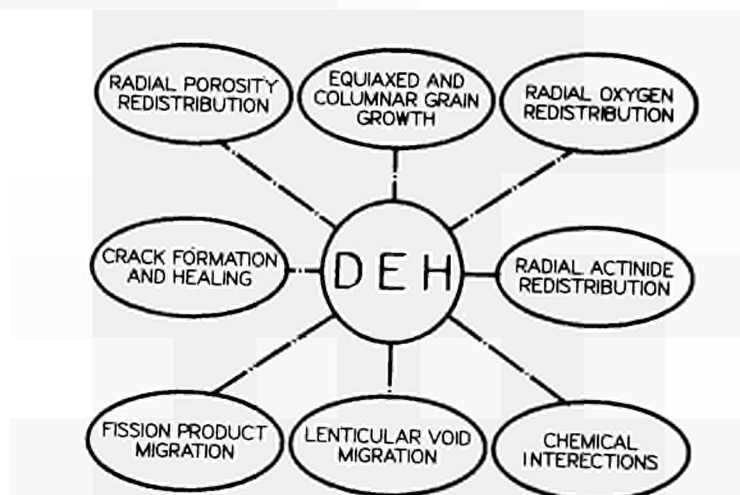 RADIAL POROSITY
REDISTRIBUTION
EQUIAXED AND
COLUMNAR GRAIN
GROWTH
RADIAL OXYGEN
REDISTRIBUTION
CRACK FORMATION
AND HEALING
DEH
RADIAL ACTINIDE
REDISTRIBUTION
FISSION PRODUCT
MIGRATION
LENTICULAR VOID
MIGRATION
CHEMICAL
INTERECTIONS